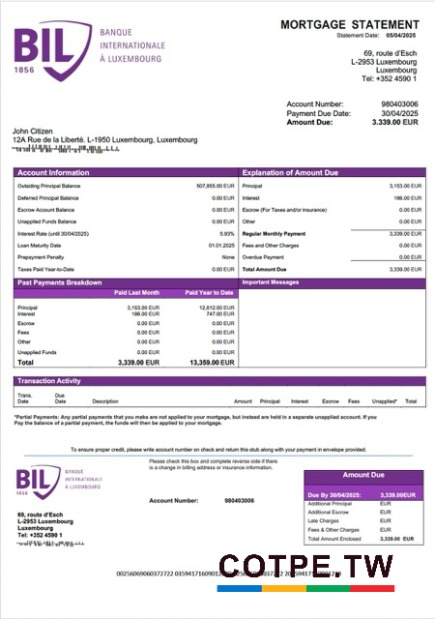 BIL
1856
BANQUE
INTERNATIONALE
À LUXEMBOURG
MORTGAGE STATEMENT
Statement Date: 05/04/2025
69, route d'Esch
L-2953 Luxembourg
Luxembourg
Tel: +352 4590 1
Account Number: 980403006
Payment Due Date: 30/04/2025
Amount Due: 3.339.00 EUR
John Citizen
12A Rue de la Liberté, L-1950 Luxembourg, Luxembourg
Account Information
Outsiding Principal Balance 507,855.00 EUR
Deferred Principal Balance 0.00 EUR
Escrow Account Balance 0.00 EUR
Unapplied Funds Balance 0.00 EUR
Interest Rate (until 30/04/2025) 5.93%
Loan Maturity Date 01.01.2025
Prepayment Penalty None
Taxes Paid Year-to-Date 0.00 EUR
Explanation of Amount Due
Principal 3,153.00 EUR
Interest 186.00 EUR
Escrow (For Taxes and/or insurance) 0.00 EUR
Other 0.00 EUR
Regular Monthly Payment 3,339.00 EUR
Fees and Other Charges 0.00 EUR
Overdue Payment 0.00 EUR
Total Amount Due 3,339.00 EUR
Past Payments Breakdown
Paid Last Month Paid Year to Date
Principal 3,153.00 EUR 12,612.00 EUR
Interest 186.00 EUR 747.00 EUR
Escrow 0.00 EUR 0.00 EUR
Fees 0.00 EUR 0.00 EUR
Other 0.00 EUR 0.00 EUR
Unapplied Funds 0.00 EUR 0.00 EUR
Total 3,339.00 EUR 13,359.00 EUR
Important Messages
Transaction Activity
Trans. Date Due Date Description Amount Principal Interest Escrow Fees Unapplied* Total
*Partial Payments: Any partial payments that you make are not applied to your mortgage, but instead are held in a separate unapplied account. If you
Pay the balance of a partial payment, the funds will then be applied to your mortgage.
To ensure proper credit, please write account number on check and return this stub along with your payment in envelope provided.
BIL
1856
BANQUE
INTERNATIONALE
À LUXEMBOURG
Please check this box and complete reverse side if there
is a change in billing address or insurance information.
Account Number: 980403006
69, route d'Esch
L-2953 Luxembourg
Luxembourg
Tel: +352 4590 1
Amount Due
Due By 30/04/2025: 3,339.00EUR
Additional Principal EUR
Additional Escrow EUR
Late Charges EUR
Fees & Other Charges EUR
Total Amount Enclosed 3,339.00 EUR
COTPE.TW